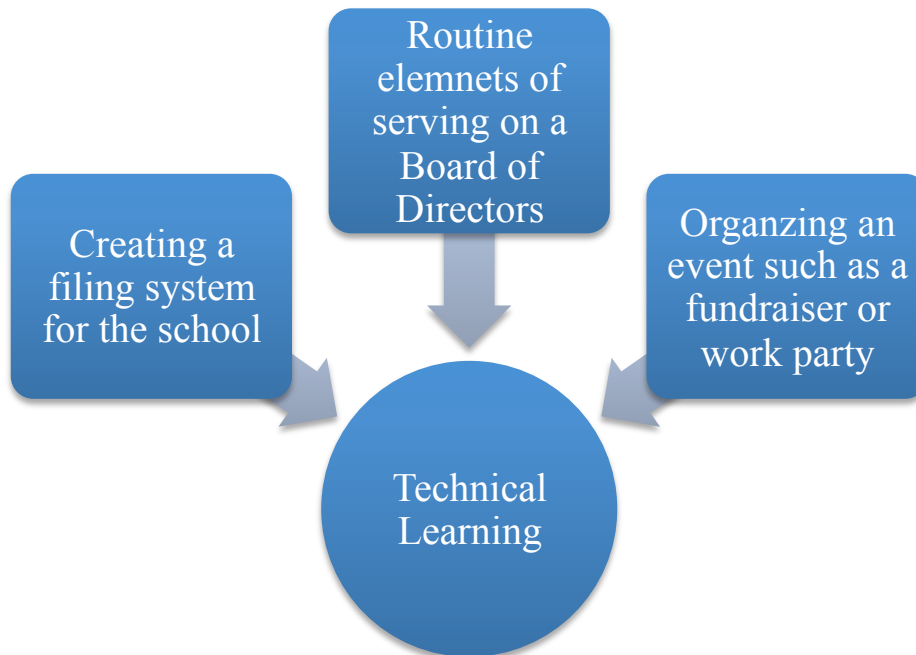 Routine
elemnets of
serving on a
Board of
Directors
Creating a
filing system
for the school
Organzing an
event such as a
fundraiser or
work party
Technical
Learning